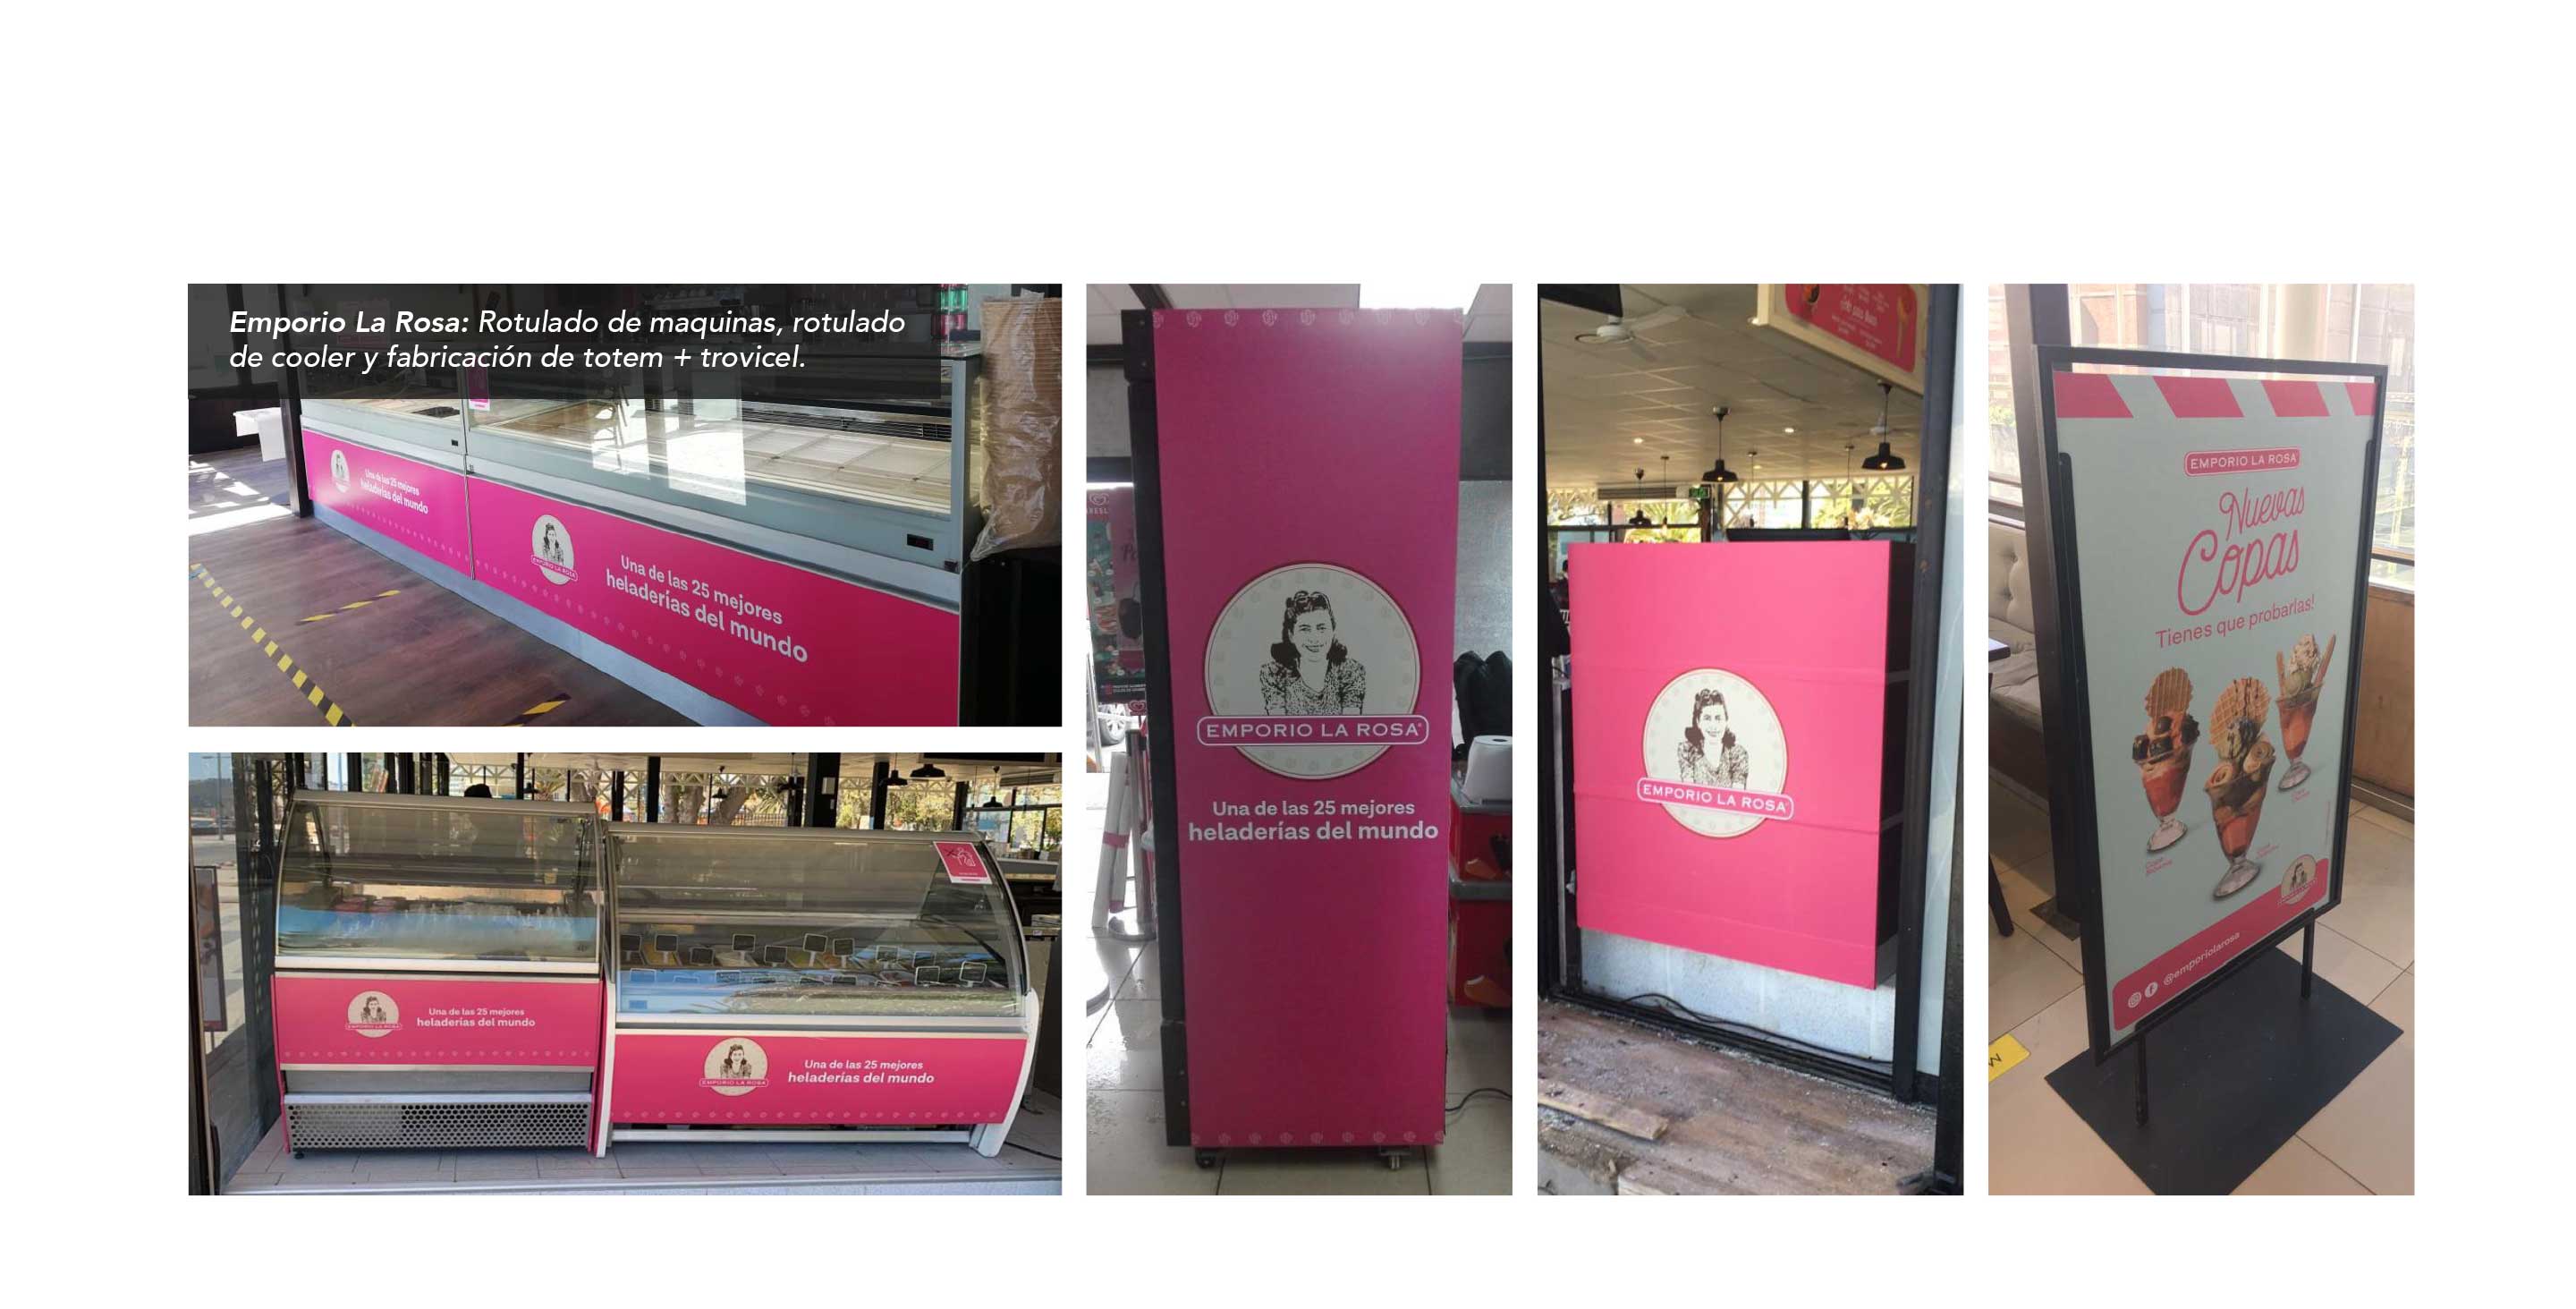 Emporio La Rosa: Rotulado de maquinas, rotulado
de cooler y fabricación de totem + trovicel.
Una de las 25 mejores
heladerías del mundo
EMPORIO LA ROSA
Una de las 25 mejores
heladerías del mundo
EMPORIO LA ROSA
Una de las 25 mejores
heladerías del mundo
EMPORIO LA ROSA
Una de las 25 mejores
heladerías del mundo
EMPORIO LA ROSA
Una de las 25 mejores
heladerías del mundo
EMPORIO LA ROSA
EMPORIO LA ROSA
Nuevas
Copas
Tienes que probarlas!
@emporiolarosa